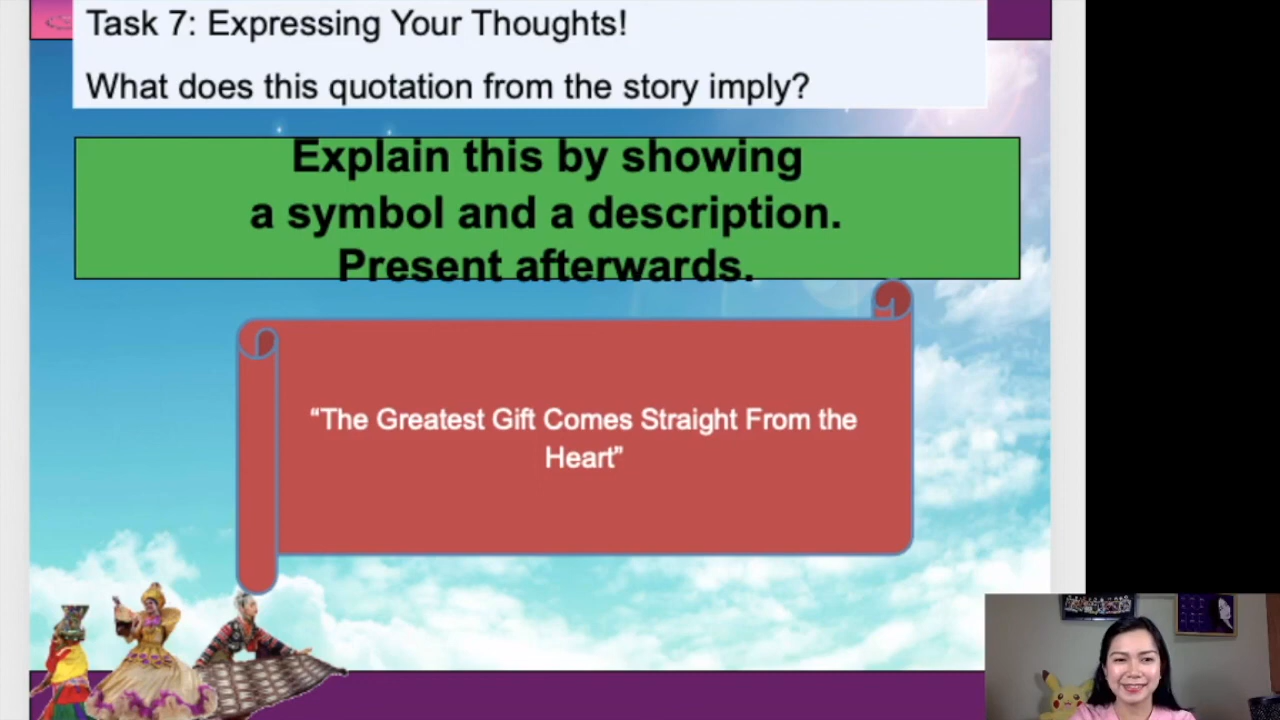 Task 7: Expressing Your Thoughts!
What does this quotation from the story imply?
Explain this by showing
a symbol and a description.
Present afterwards.
“The Greatest Gift Comes Straight From the
Heart”